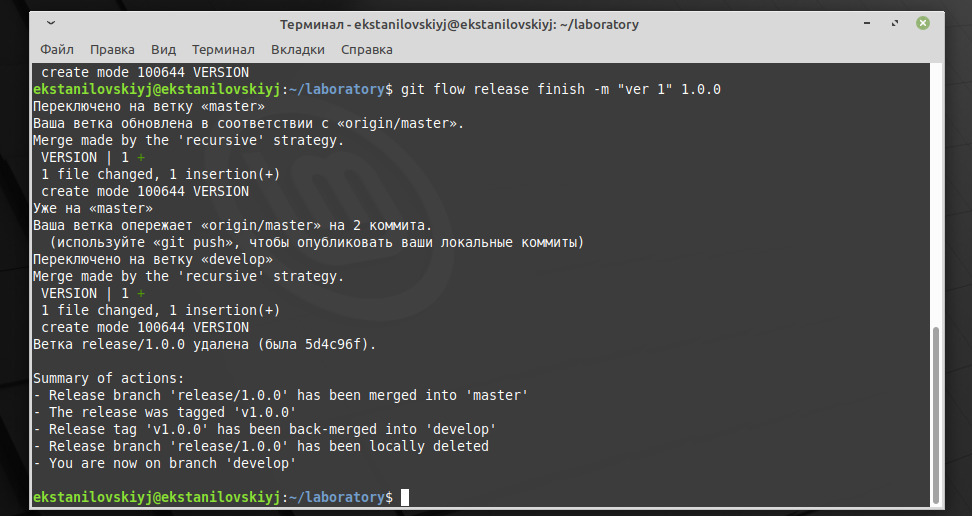 Терминал - ekstanilovskiyj@ekstanilovskiyj: ~/laboratory
Файл Правка Вид Терминал Вкладки Справка
create mode 100644 VERSION
ekstanilovskiyj@ekstanilovskiyj:~/laboratory$ git flow release finish -m "ver 1" 1.0.0
Переключено на ветку «master»
Ваша ветка обновлена в соответствии с «origin/master».
Merge made by the 'recursive' strategy.
VERSION | 1 +
1 file changed, 1 insertion(+)
create mode 100644 VERSION
Уже на «master»
Ваша ветка опережает «origin/master» на 2 коммита.
(используйте «git push», чтобы опубликовать ваши локальные коммиты)
Переключено на ветку «develop»
Merge made by the 'recursive' strategy.
VERSION | 1 +
1 file changed, 1 insertion(+)
create mode 100644 VERSION
Ветка release/1.0.0 удалена (была 5d4c96f).
Summary of actions:
- Release branch 'release/1.0.0' has been merged into 'master'
- The release was tagged 'v1.0.0'
- Release tag 'v1.0.0' has been back-merged into 'develop'
- Release branch 'release/1.0.0' has been locally deleted
- You are now on branch 'develop'
ekstanilovskiyj@ekstanilovskiyj:~/laboratory$